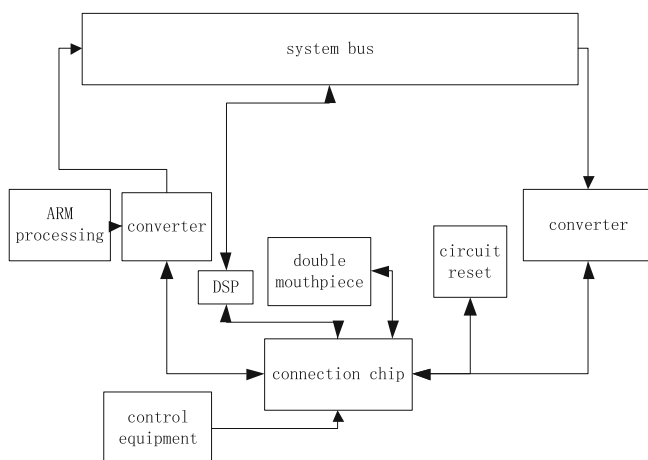 system bus
ARM
processing
converter
converter
double
mouthpiece
circuit
reset
DSP
connection chip
control
equipment